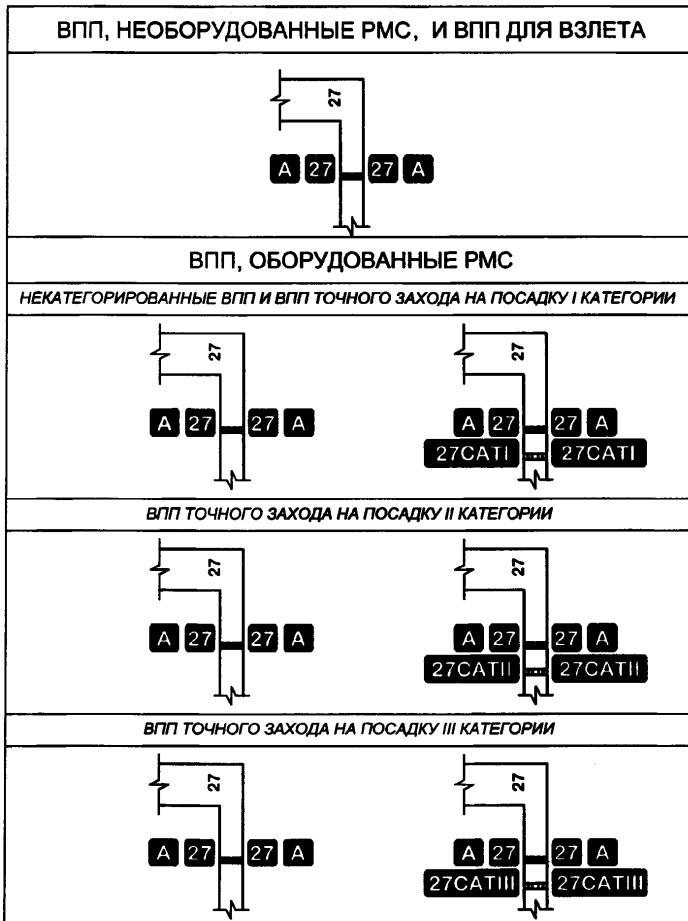 ВПП, НЕОБОРУДОВАННЫЕ РМС, И ВПП ДЛЯ ВЗЛЕТА
27
A 27 27 A
ВПП, ОБОРУДОВАННЫЕ РМС
НЕКАТЕГОРИРОВАННЫЕ ВПП И ВПП ТОЧНОГО ЗАХОДА НА ПОСАДКУ I КАТЕГОРИИ
27 27
A 27 27 A A 27 27 A
27CATI 27CATI
ВПП ТОЧНОГО ЗАХОДА НА ПОСАДКУ II КАТЕГОРИИ
27 27
A 27 27 A A 27 27 A
27CATII 27CATII
ВПП ТОЧНОГО ЗАХОДА НА ПОСАДКУ III КАТЕГОРИИ
27 27
A 27 27 A A 27 27 A
27CATIII 27CATIII